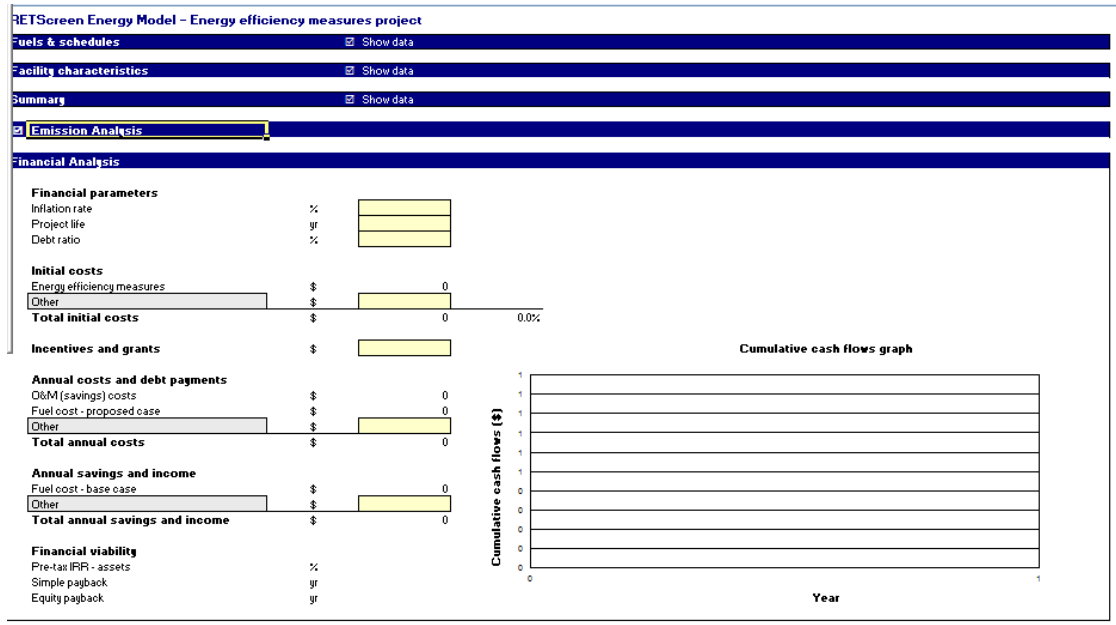 RETScreen Energy Model - Energy efficiency measures project
Fuels & schedules Show data
Facility characteristics Show data
Summary Show data
Emission Analysis
Financial Analysis
Financial parameters
Inflation rate %
Project life yr
Debt ratio %
Initial costs
Energy efficiency measures $ 0
Other $
Total initial costs $ 0 0.0%
Incentives and grants $
Annual costs and debt payments
O&M (savings) costs $ 0
Fuel cost - proposed case $ 0
Other $
Total annual costs $ 0
Annual savings and income
Fuel cost - base case $ 0
Other $
Total annual savings and income $ 0
Financial viability
Pre-tax IRR - assets %
Simple payback yr
Equity payback yr
Cumulative cash flows graph
Cumulative cash flows ($)
1
1
1
1
1
1
0
0
0
0
0
0 1
Year